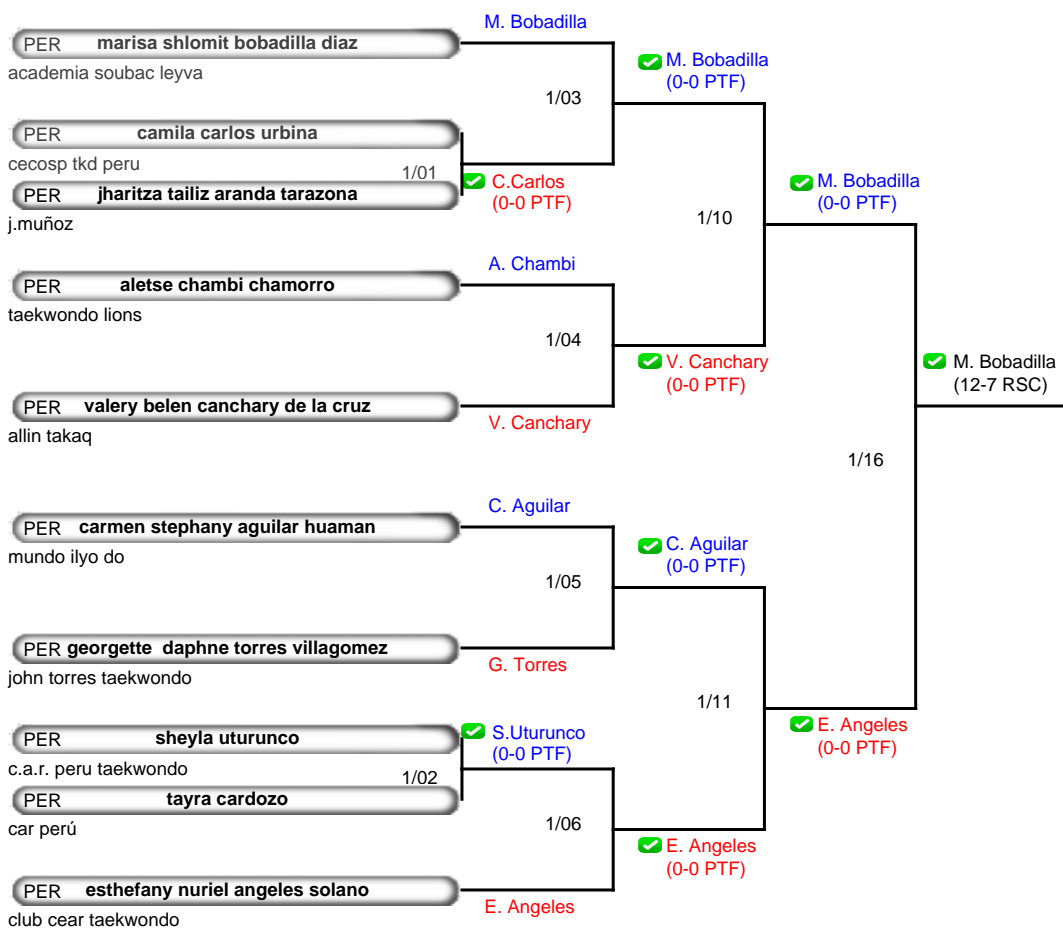 M. Bobadilla
PER marisa shlomit bobadilla diaz
academia soubac leyva
M. Bobadilla
(0-0 PTF)
1/03
PER camila carlos urbina
cecosp tkd peru
1/01
C.Carlos
(0-0 PTF)
PER jharitza tailiz aranda tarazona
j.muñoz
M. Bobadilla
(0-0 PTF)
1/10
A. Chambi
PER aletse chambi chamorro
taekwondo lions
1/04
V. Canchary
(0-0 PTF)
M. Bobadilla
(12-7 RSC)
PER valery belen canchary de la cruz
allin takaq
V. Canchary
1/16
C. Aguilar
PER carmen stephany aguilar huaman
mundo ilyo do
C. Aguilar
(0-0 PTF)
1/05
PER georgette daphne torres villagomez
john torres taekwondo
G. Torres
1/11
E. Angeles
(0-0 PTF)
PER sheyla uturunco
c.a.r. peru taekwondo
S.Uturunco
(0-0 PTF)
1/02
PER tayra cardozo
car perú
1/06
E. Angeles
(0-0 PTF)
PER esthefany nuriel angeles solano
club cear taekwondo
E. Angeles